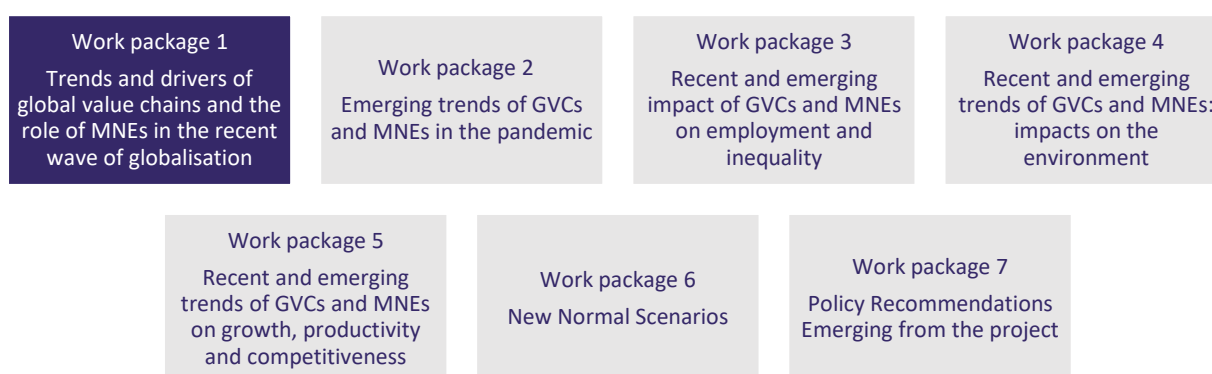 Work package 1
Trends and drivers of
global value chains and the
role of MNEs in the recent
wave of globalisation
Work package 2
Emerging trends of GVCs
and MNEs in the pandemic
Work package 3
Recent and emerging
impact of GVCs and MNEs
on employment and
inequality
Work package 4
Recent and emerging
trends of GVCs and MNEs:
impacts on the
environment
Work package 5
Recent and emerging
trends of GVCs and MNEs
on growth, productivity
and competitiveness
Work package 6
New Normal Scenarios
Work package 7
Policy Recommendations
Emerging from the project